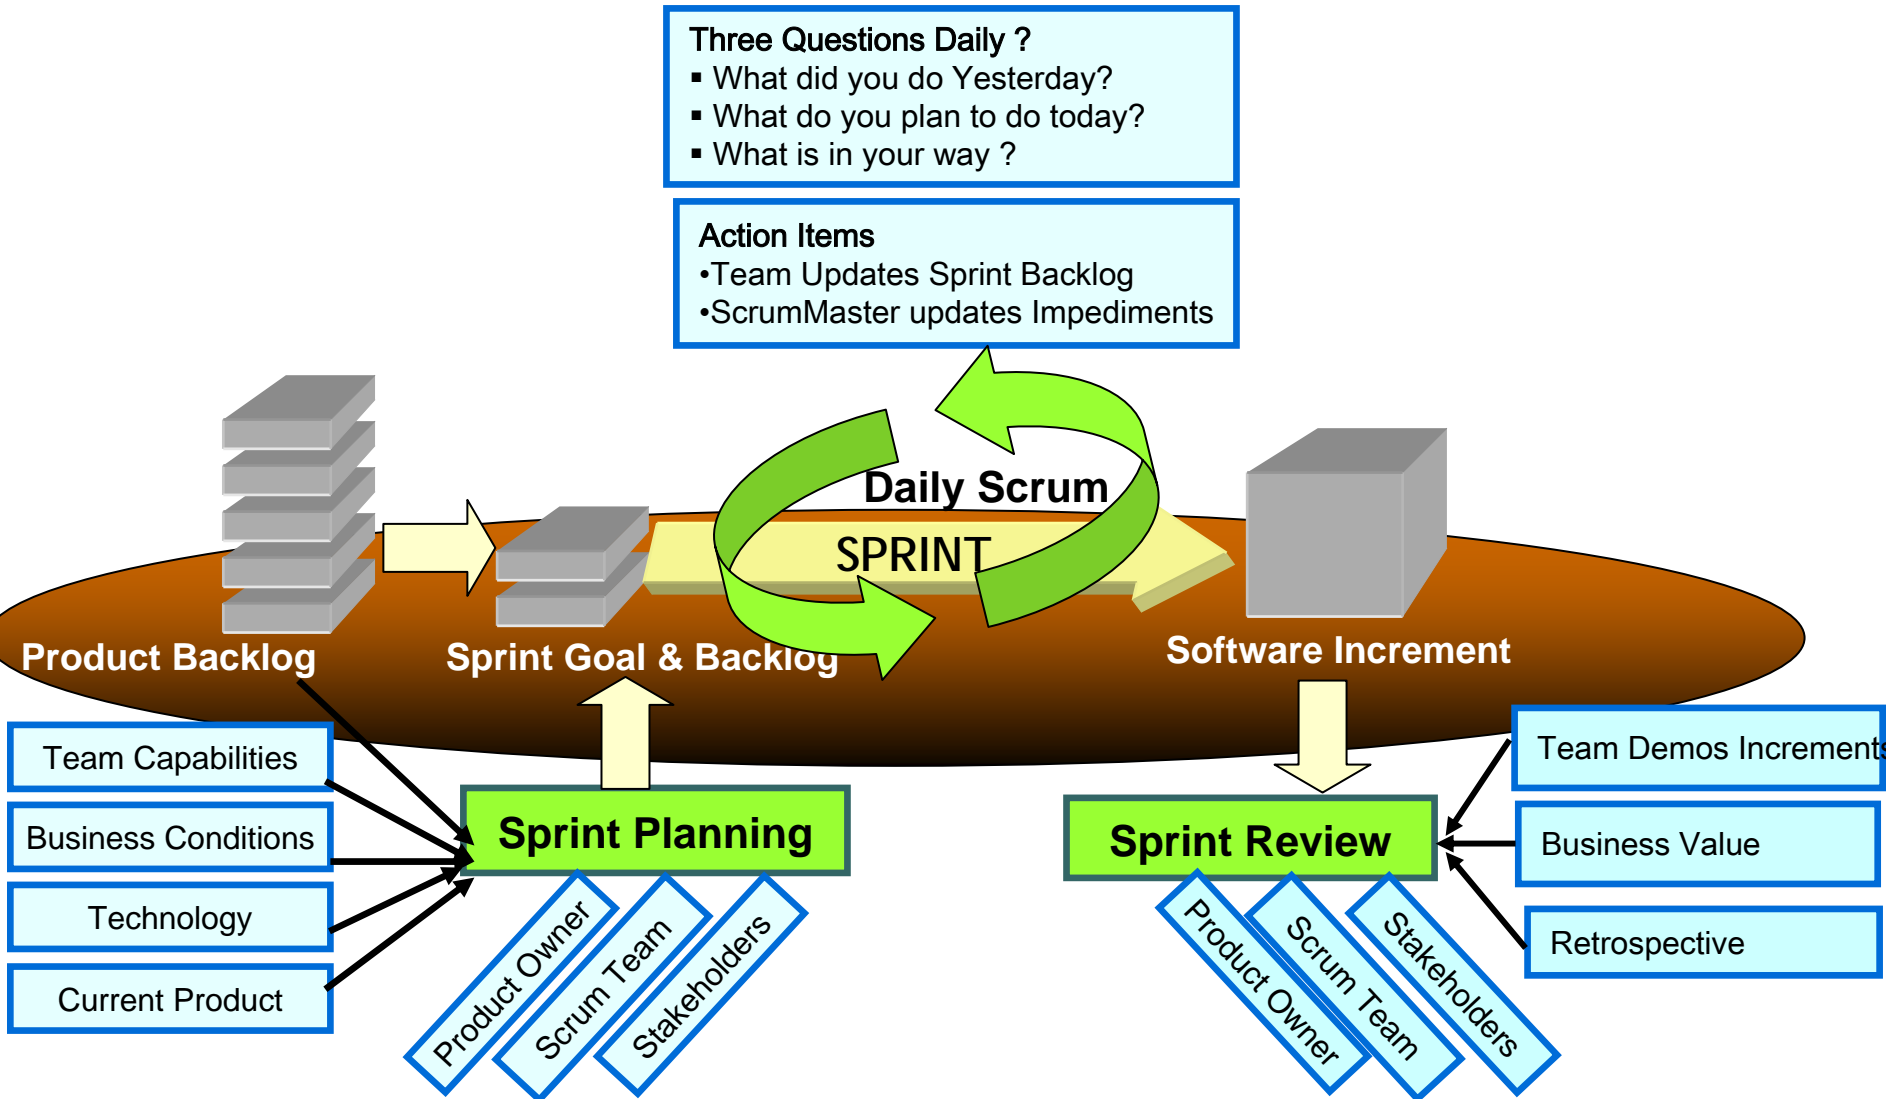 Three Questions Daily ?
▪ What did you do Yesterday?
▪ What do you plan to do today?
▪ What is in your way ?
Action Items
•Team Updates Sprint Backlog
•ScrumMaster updates Impediments
Daily Scrum
SPRINT
Product Backlog
Sprint Goal & Backlog
Software Increment
Team Capabilities
Business Conditions
Technology
Current Product
Sprint Planning
Product Owner
Scrum Team
Stakeholders
Sprint Review
Product Owner
Scrum Team
Stakeholders
Team Demos Increments
Business Value
Retrospective